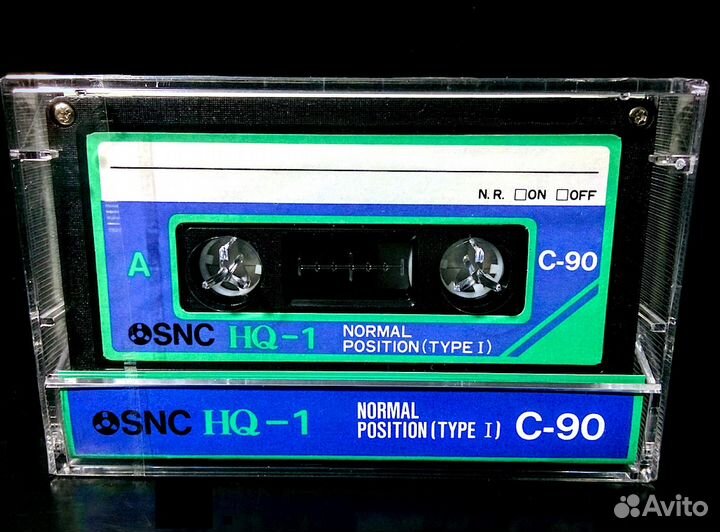 N.R. □ON □OFF
A
C-90
SNC HQ-1 NORMAL
POSITION(TYPE I)
SNC HQ-1 NORMAL
POSITION(TYPE I) C-90
Avito